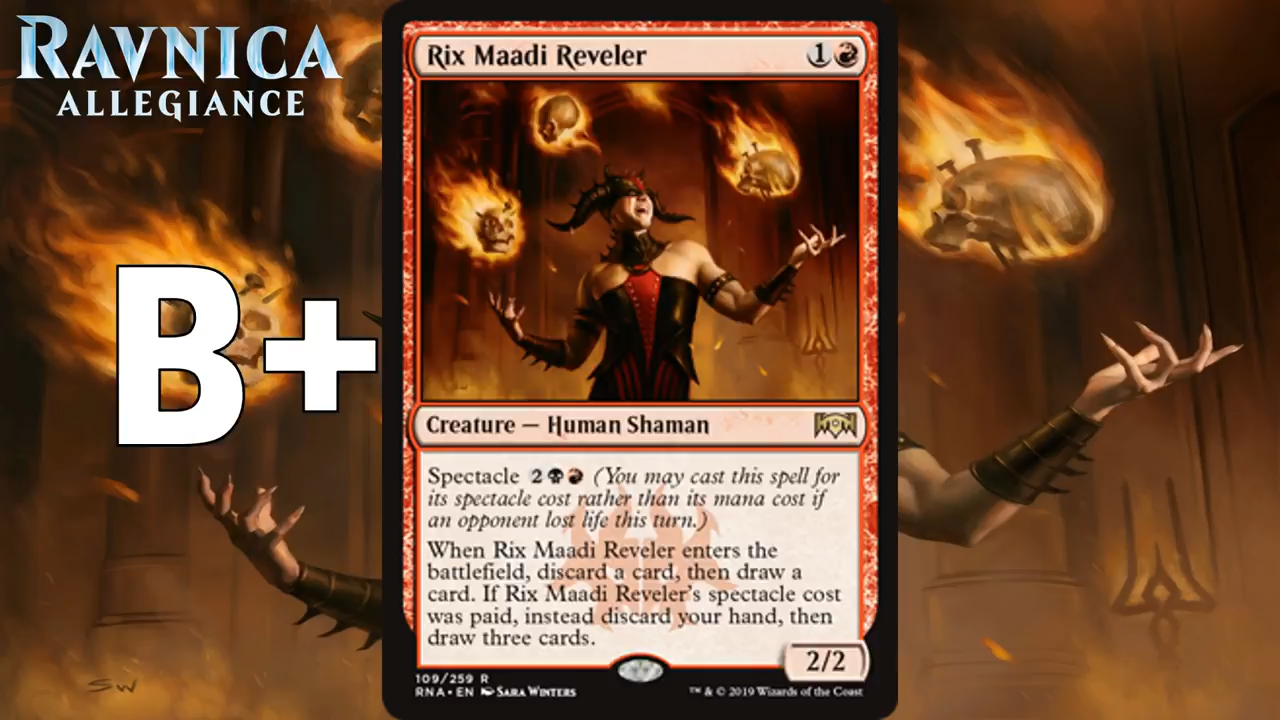 RAVNICA
ALLEGIANCE
B+
Rix Maadi Reveler 1
Creature — Human Shaman
Spectacle 2 (You may cast this spell for
its spectacle cost rather than its mana cost if
an opponent lost life this turn.)
When Rix Maadi Reveler enters the
battlefield, discard a card, then draw a
card. If Rix Maadi Reveler's spectacle cost
was paid, instead discard your hand, then
draw three cards.
2/2
109/259 R
RNA • EN SARA WINTERS
™ & © 2019 Wizards of the Coast
SW